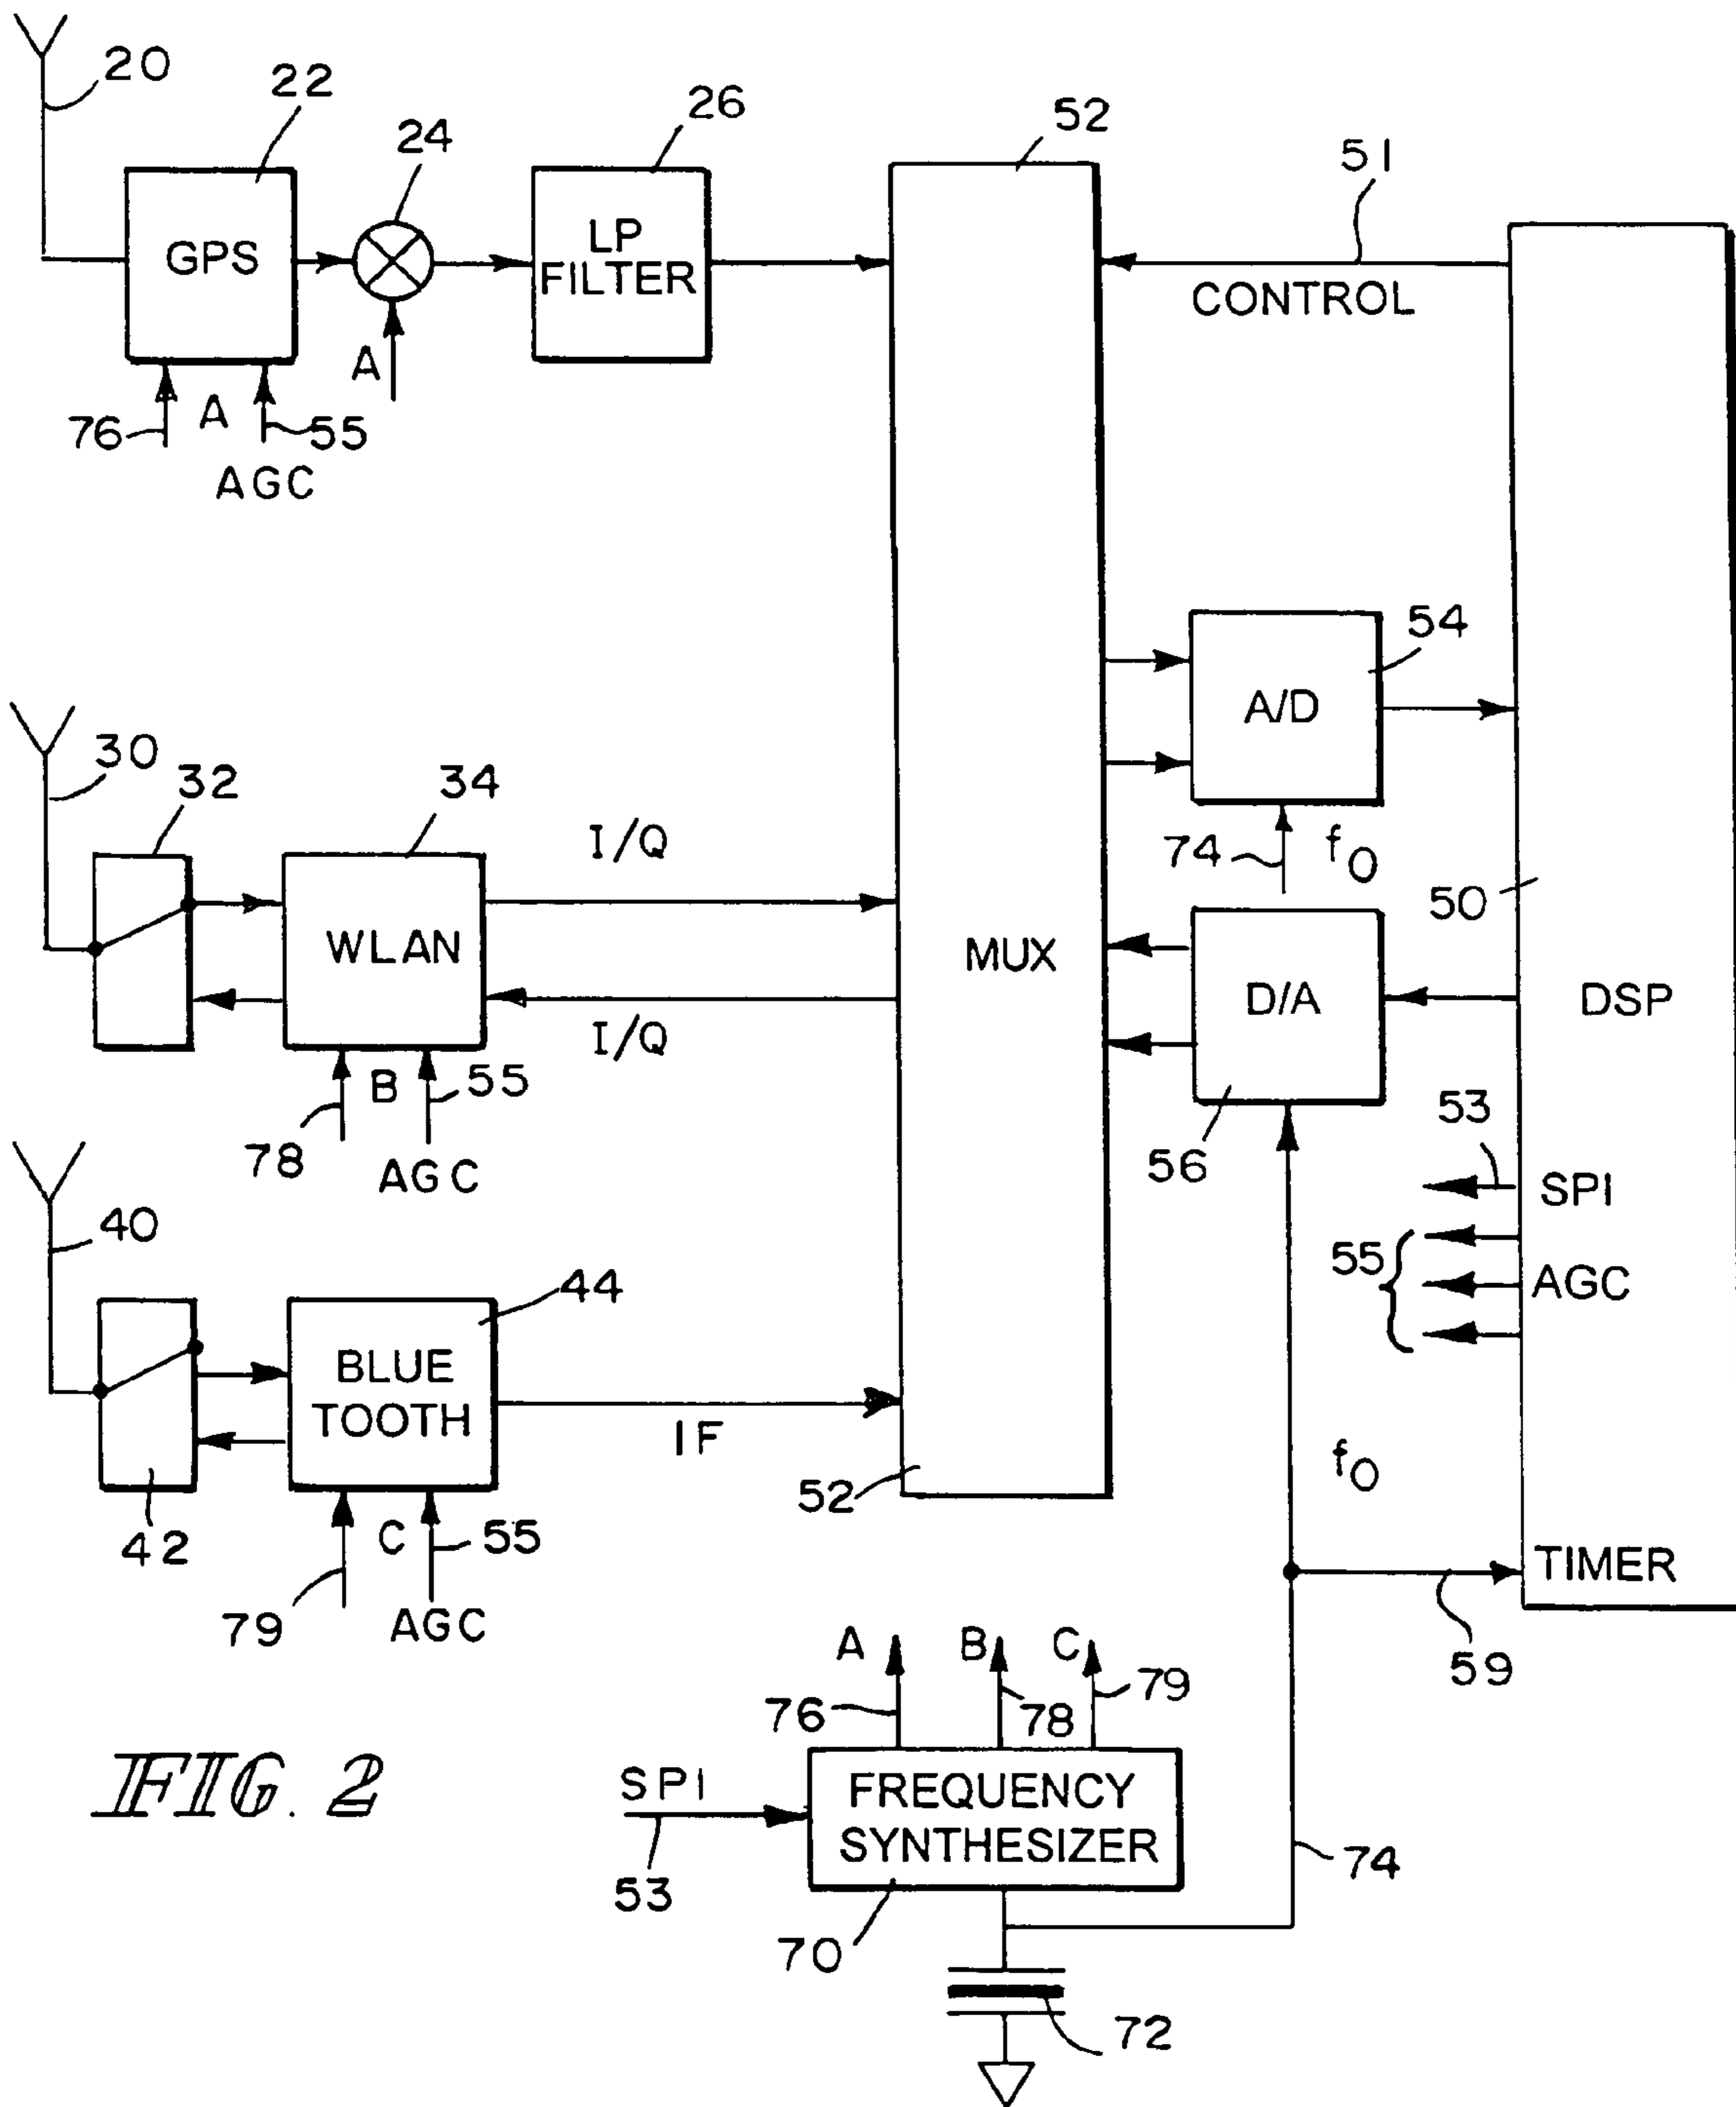 20
22
24
26
52
51
GPS
LP
FILTER
CONTROL
A
76
A
55
AGC
54
A/D
30
32
34
I/Q
74
fO
50
WLAN
MUX
D/A
DSP
I/Q
B
55
53
78
AGC
56
SPI
40
55
AGC
44
BLUE
TOOTH
IF
fO
52
42
C
55
TIMER
79
AGC
A
B
C
59
76
78
79
FIG. 2
SPI
FREQUENCY
SYNTHESIZER
53
74
70
72